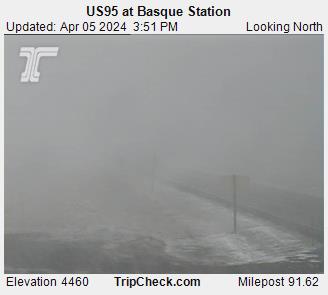 US95 at Basque Station
Updated: Apr 05 2024 3:51 PM Looking North
Elevation 4460 TripCheck.com Milepost 91.62